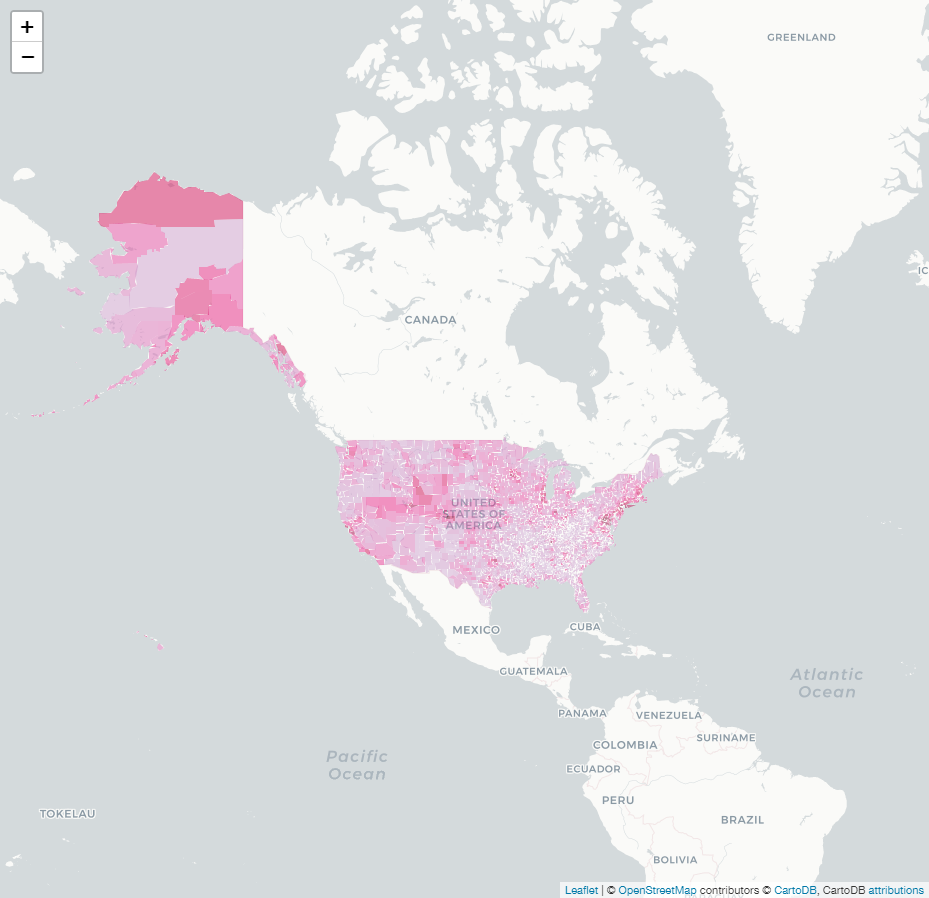 +
GREENLAND
−
IC
CANADA
UNITED
STATES OF
AMERICA
MEXICO
CUBA
GUATEMALA
Atlantic
Ocean
PANAMA
VENEZUELA
SURINAME
COLOMBIA
Pacific
Ocean
ECUADOR
PERU
TOKELAU
BRAZIL
BOLIVIA
Leaflet | © OpenStreetMap contributors © CartoDB, CartoDB attributions